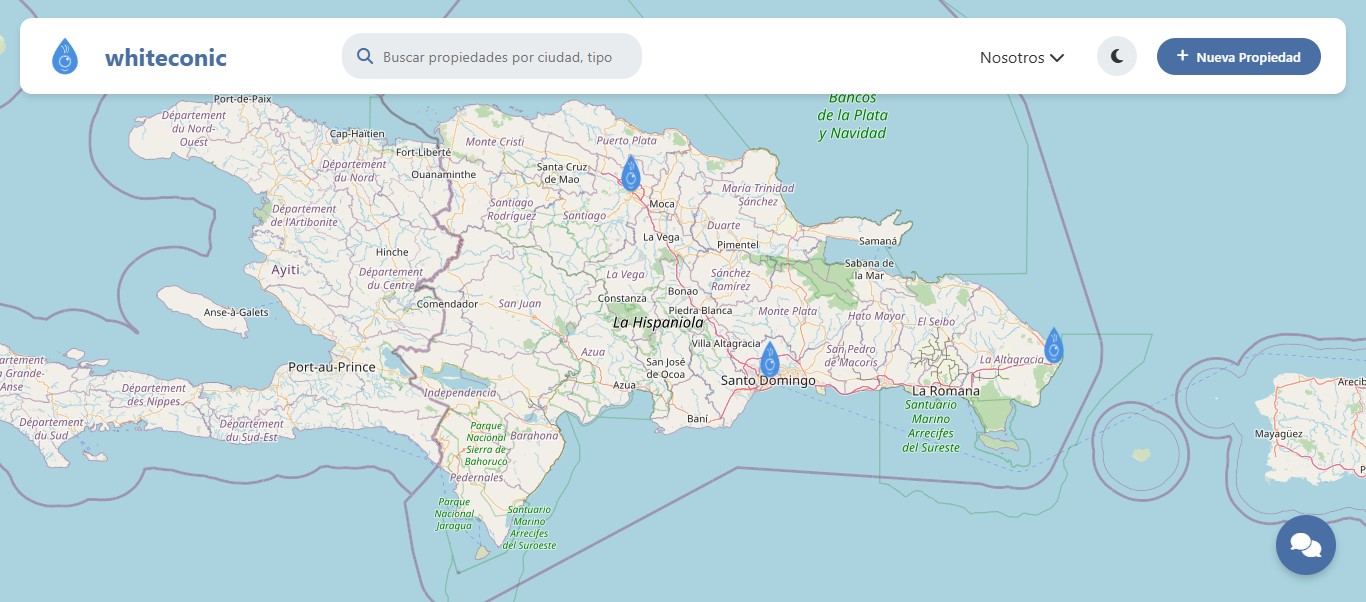 whiteconic
Buscar propiedades por ciudad, tipo
Nosotros
+ Nueva Propiedad
Bancos
de la Plata
y Navidad
Port-de-Paix
Département
du Nord-
Ouest
Cap-Haïtien
Fort-Liberté
Ouanaminthe
Département
du Nord
Monte Cristi
Puerto Plata
Santa Cruz
de Mao
Santiago
Rodríguez
Santiago
Moca
María Trinidad
Sánchez
Département
de l'Artibonite
Duarte
La Vega
Pimentel
Samaná
Hinche
Ayiti
Département
du Centre
La Vega
Sánchez
Ramírez
Sabana de
la Mar
Constanza
Bonao
Comendador
San Juan
Piedra Blanca
Monte Plata
Hato Mayor
El Seibo
Anse-à-Galets
La Hispaniola
Villa Altagracia
Azua
San José
de Ocoa
San Pedro
de Macorís
La Altagracia
Port-au-Prince
Santo Domingo
Azua
La Romana
artement
a Grande-
Anse
Département
des Nippes
Independencia
Santuario
Marino
Arrecifes
del Sureste
Baní
Département
du Sud
Département
du Sud-Est
Parque
Nacional
Sierra de
Bahoruco
Barahona
Pedernales
Parque
Nacional
Jaragua
Santuario
Marino
Arrecifes
del Suroeste
Arecib
Mayagüez
P